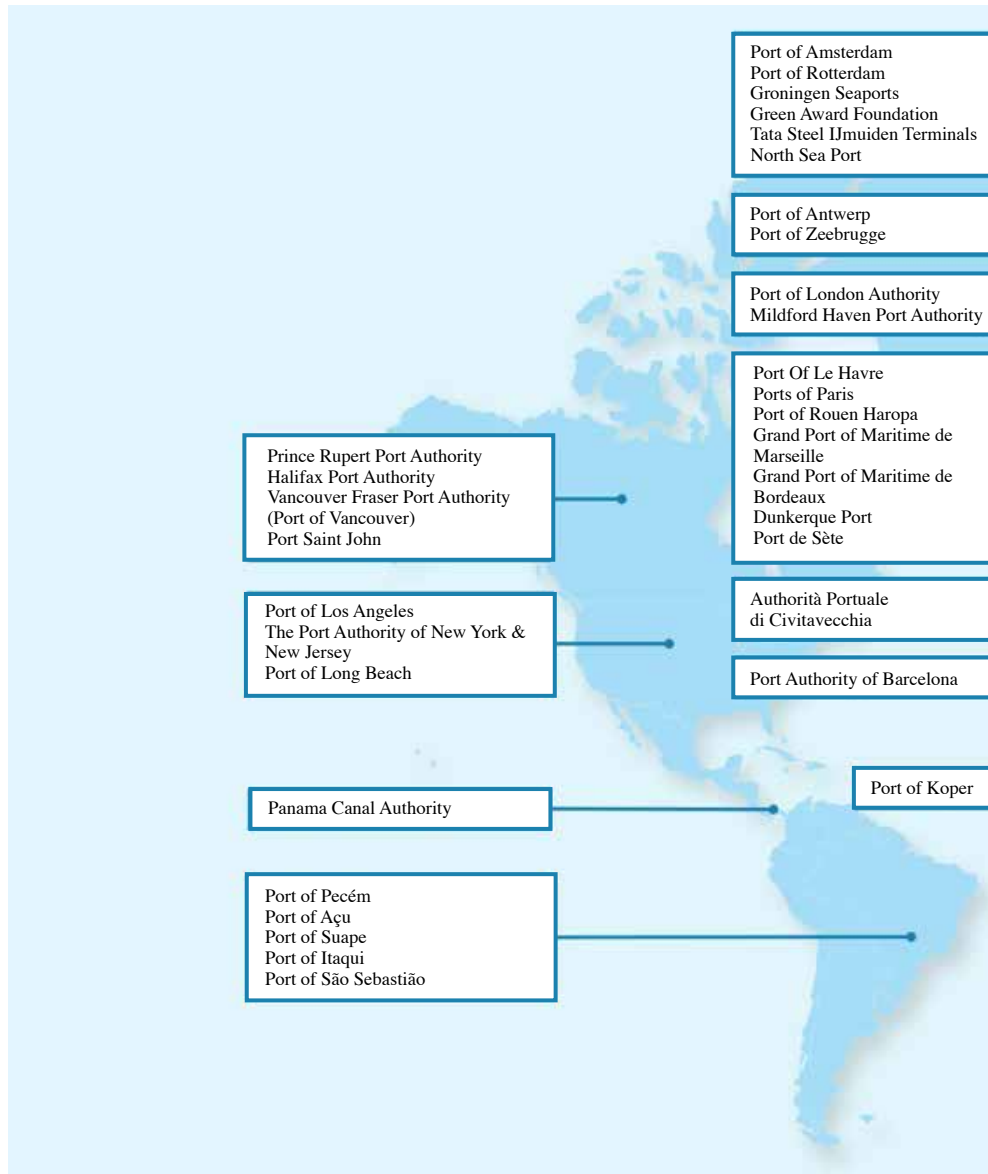 Port of Amsterdam
Port of Rotterdam
Groningen Seaports
Green Award Foundation
Tata Steel IJmuiden Terminals
North Sea Port
Port of Antwerp
Port of Zeebrugge
Port of London Authority
Mildford Haven Port Authority
Port Of Le Havre
Ports of Paris
Port of Rouen Haropa
Grand Port of Maritime de
Marseille
Grand Port of Maritime de
Bordeaux
Dunkerque Port
Port de Sète
Prince Rupert Port Authority
Halifax Port Authority
Vancouver Fraser Port Authority
(Port of Vancouver)
Port Saint John
Authorità Portuale
di Civitavecchia
Port of Los Angeles
The Port Authority of New York &
New Jersey
Port of Long Beach
Port Authority of Barcelona
Port of Koper
Panama Canal Authority
Port of Pecém
Port of Açu
Port of Suape
Port of Itaqui
Port of São Sebastião